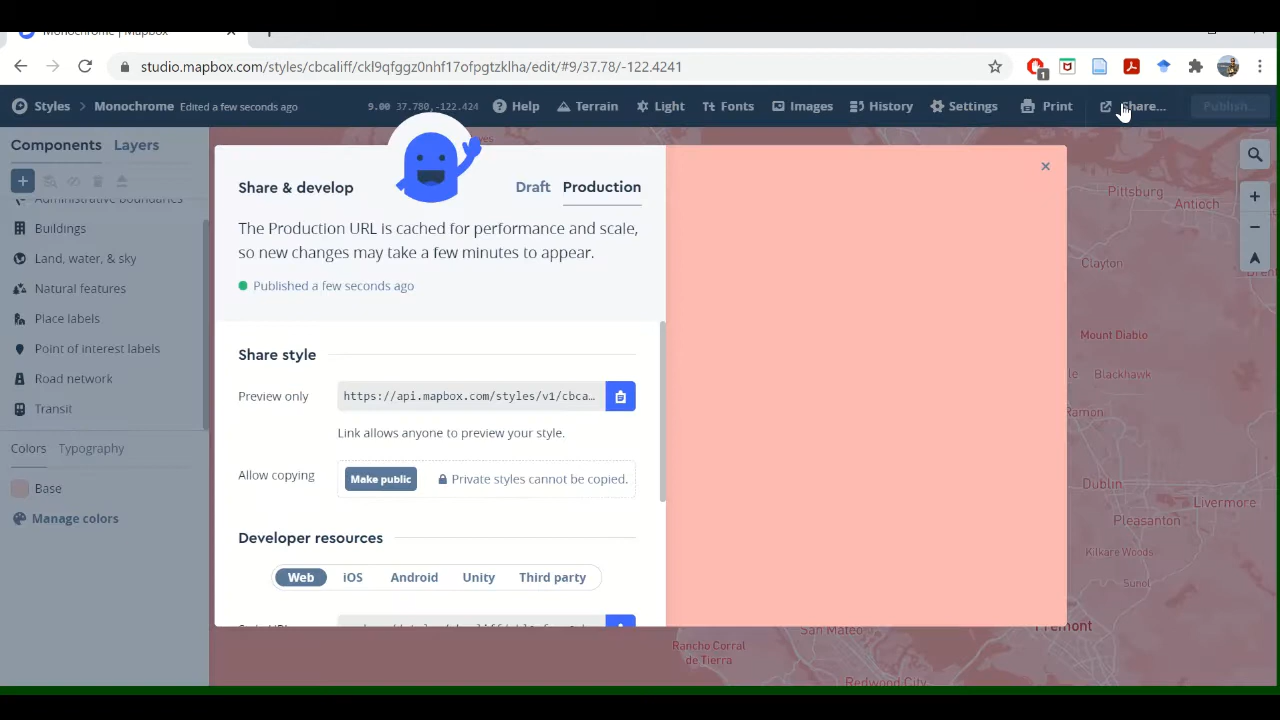 Monochrome | Mapbox
studio.mapbox.com/styles/cbcaliff/ckl9qfggz0nhf17ofpgtzklha/edit/#9/37.78/-122.4241
1
Styles
Monochrome Edited a few seconds ago
9.00 37.780,-122.424
Help
Terrain
Light
Fonts
Images
History
Settings
Print
Share...
Publish...
Components
Layers
Administrative boundaries
Buildings
Land, water, & sky
Natural features
Place labels
Point of interest labels
Road network
Transit
Colors
Typography
Base
Manage colors
Share & develop
Draft
Production
The Production URL is cached for performance and scale,
so new changes may take a few minutes to appear.
Published a few seconds ago
Share style
Preview only
https://api.mapbox.com/styles/v1/cbca…
Link allows anyone to preview your style.
Allow copying
Make public
Private styles cannot be copied.
Developer resources
Web
iOS
Android
Unity
Third party
Pittsburg
Antioch
Clayton
Mount Diablo
Blackhawk
Ramon
Dublin
Livermore
Pleasanton
Kilkare Woods
Sunol
Fremont
San Mateo
Rancho Corral
de Tierra
Redwood City